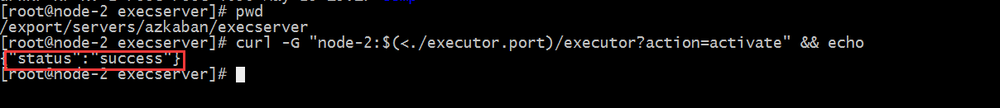 [root@node-2 execserver]# pwd
/export/servers/azkaban/execserver
[root@node-2 execserver]# curl -G "node-2:$(<./executor.port)/executor?action=activate" && echo
{"status":"success"}
[root@node-2 execserver]#